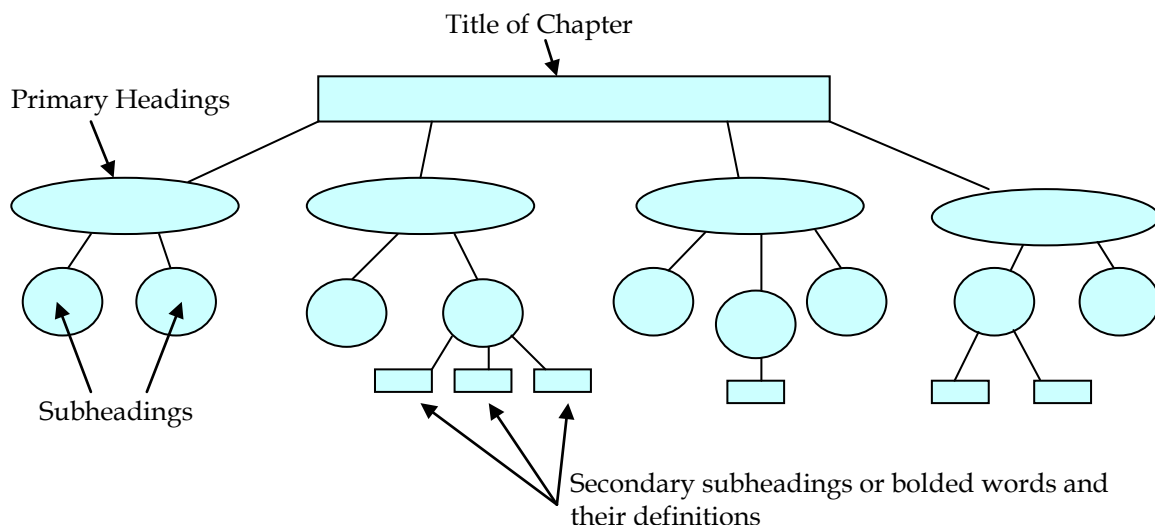 Title of Chapter
Primary Headings
Subheadings
Secondary subheadings or bolded words and
their definitions